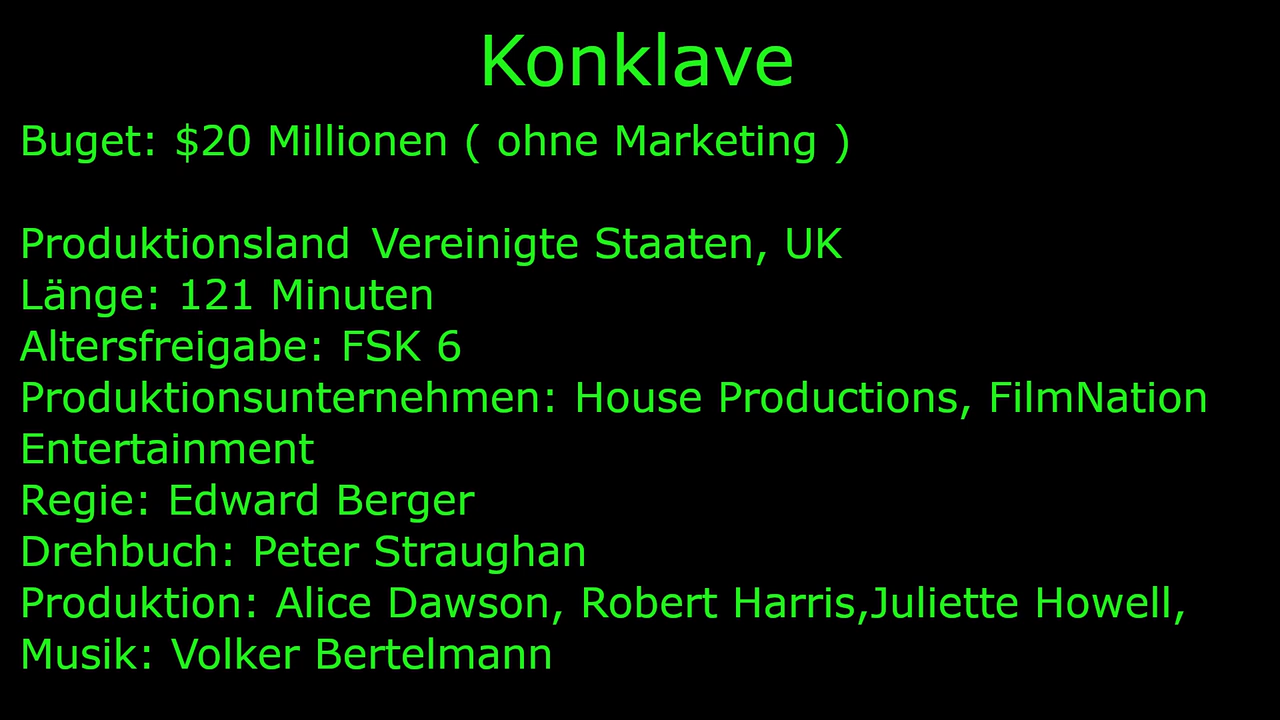 Konklave
Buget: $20 Millionen ( ohne Marketing )
Produktionsland Vereinigte Staaten, UK
Länge: 121 Minuten
Altersfreigabe: FSK 6
Produktionsunternehmen: House Productions, FilmNation
Entertainment
Regie: Edward Berger
Drehbuch: Peter Straughan
Produktion: Alice Dawson, Robert Harris,Juliette Howell,
Musik: Volker Bertelmann